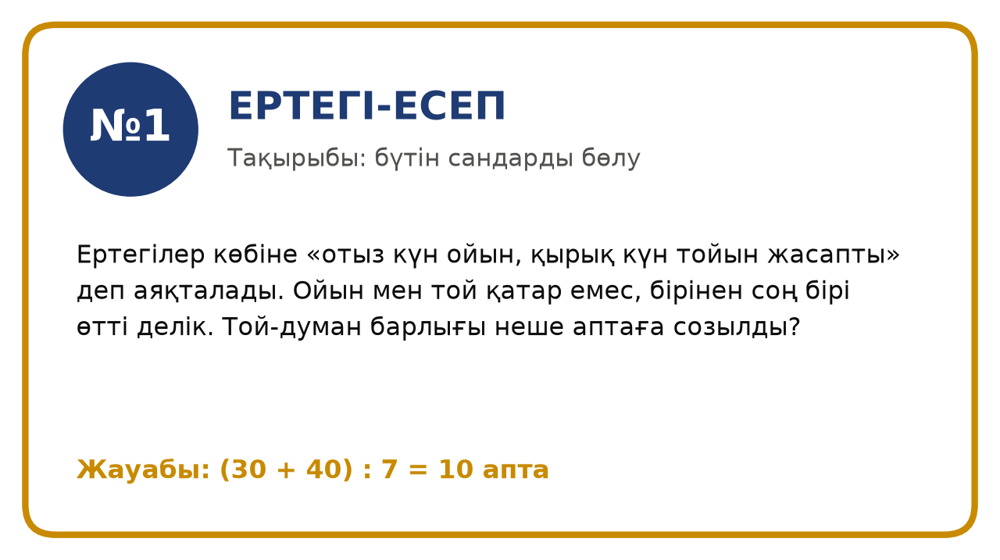 №1
ЕРТЕГІ-ЕСЕП
Тақырыбы: бүтін сандарды бөлу
Ертегілер көбіне «отыз күн ойын, қырық күн тойын жасапты»
деп аяқталады. Ойын мен той қатар емес, бірінен соң бірі
өтті делік. Той-думан барлығы неше аптаға созылды?
Жауабы: (30 + 40) : 7 = 10 апта